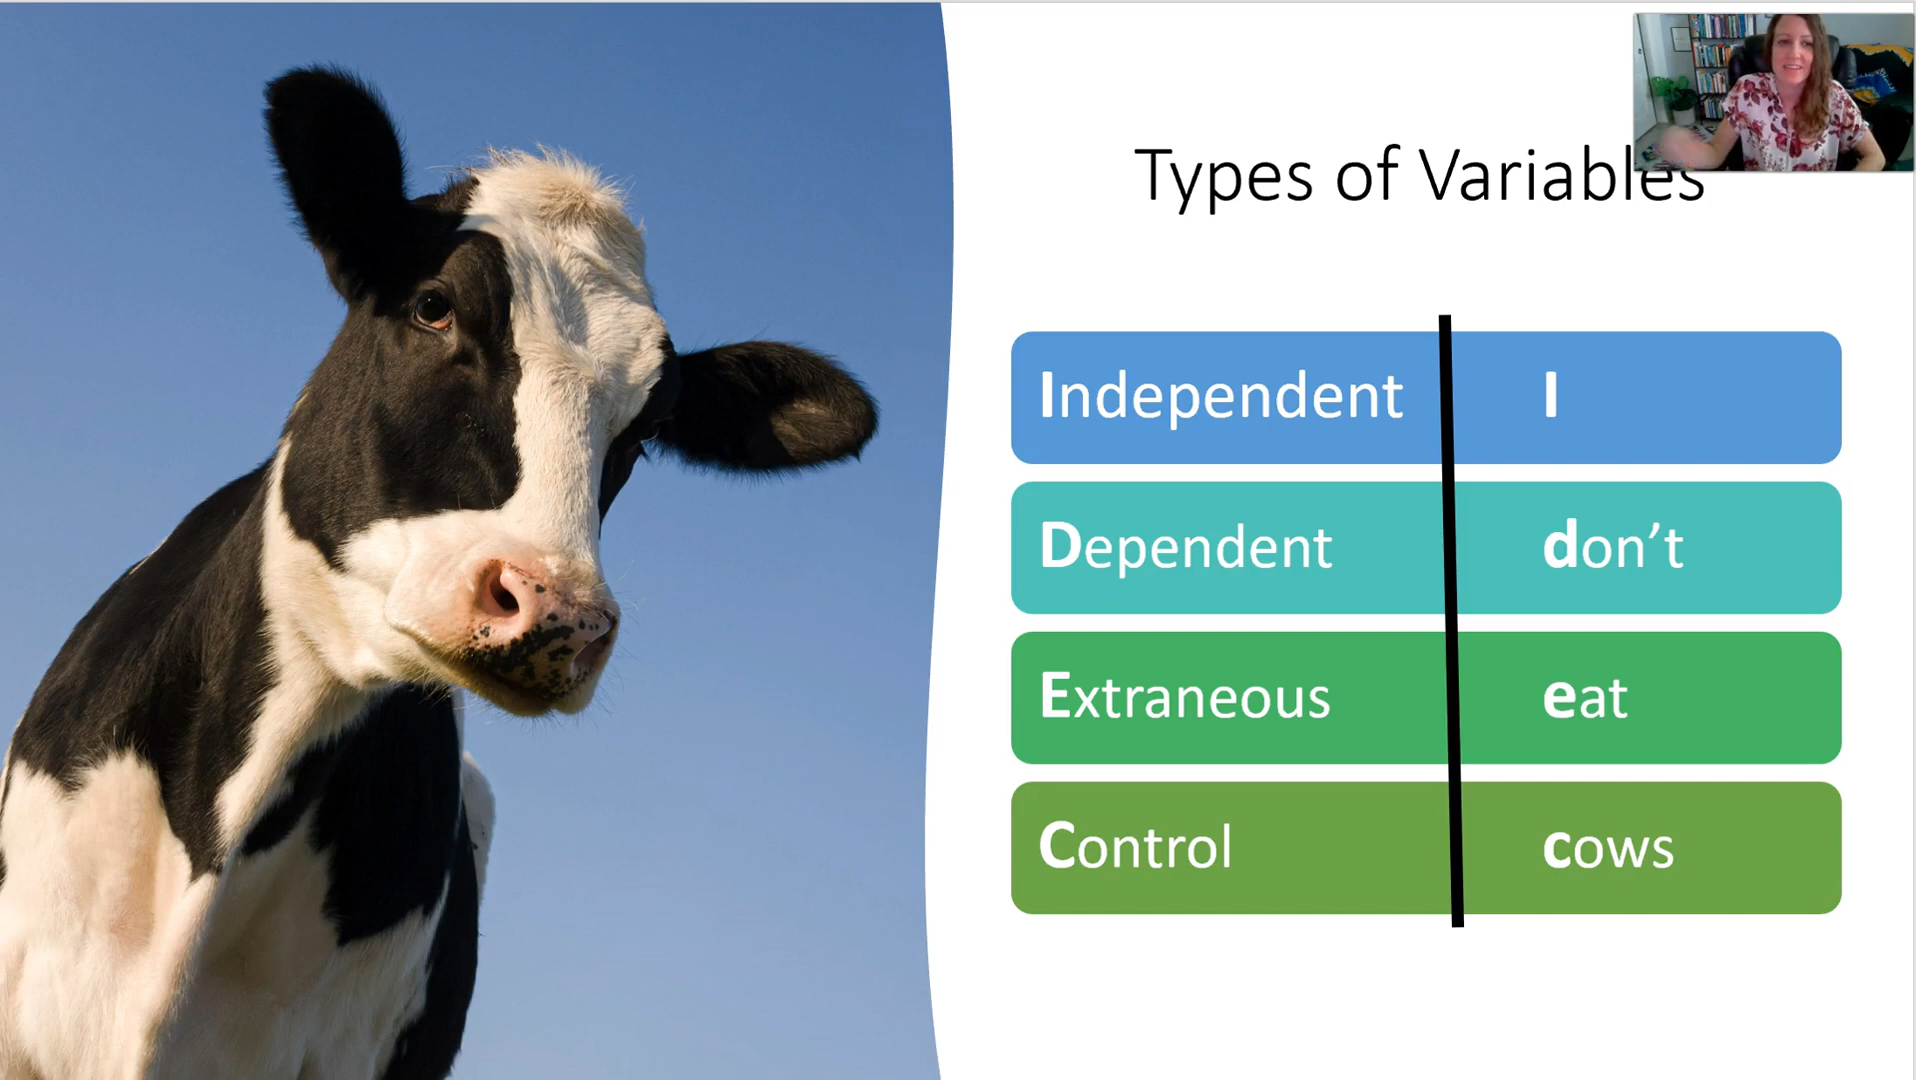 Types of Variables
Independent I
Dependent don’t
Extraneous eat
Control cows